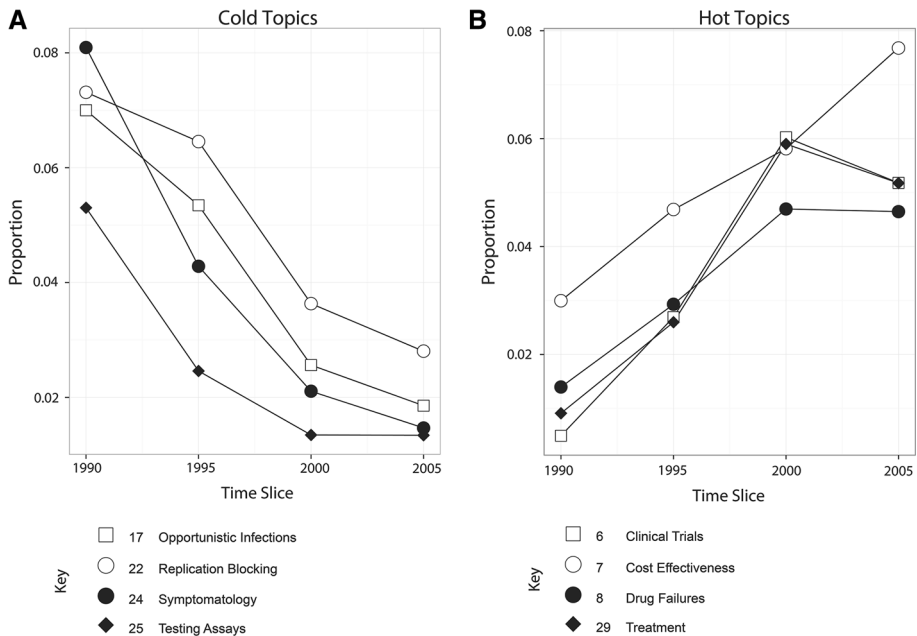 A
Cold Topics
0.08
0.06
0.04
0.02
Proportion
1990 1995 2000 2005
Time Slice
Key
17 Opportunistic Infections
22 Replication Blocking
24 Symptomatology
25 Testing Assays
B
Hot Topics
0.08
0.06
0.04
0.02
Proportion
1990 1995 2000 2005
Time Slice
Key
6 Clinical Trials
7 Cost Effectiveness
8 Drug Failures
29 Treatment